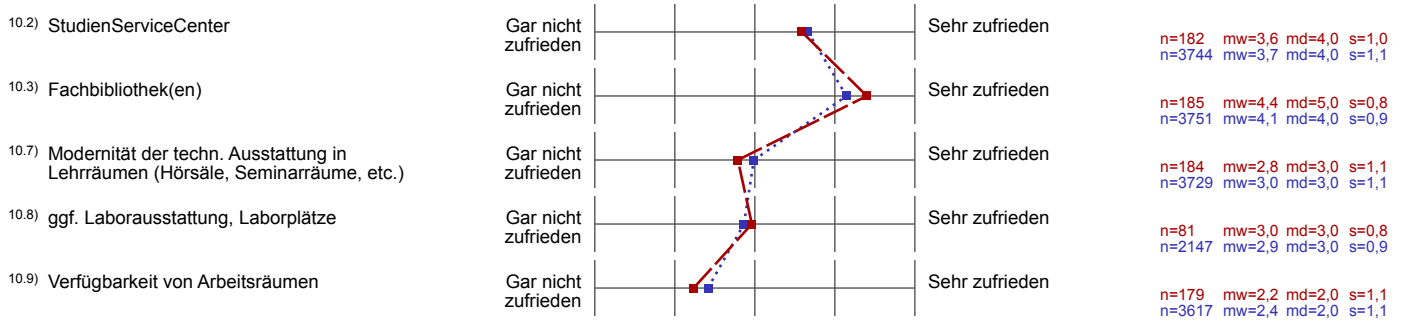 10.2) StudienServiceCenter
Gar nicht
zufrieden
Sehr zufrieden
n=182 mw=3,6 md=4,0 s=1,0
n=3744 mw=3,7 md=4,0 s=1,1
10.3) Fachbibliothek(en)
Gar nicht
zufrieden
Sehr zufrieden
n=185 mw=4,4 md=5,0 s=0,8
n=3751 mw=4,1 md=4,0 s=0,9
10.7) Modernität der techn. Ausstattung in
Lehrräumen (Hörsäle, Seminarräume, etc.)
Gar nicht
zufrieden
Sehr zufrieden
n=184 mw=2,8 md=3,0 s=1,1
n=3729 mw=3,0 md=3,0 s=1,1
10.8) ggf. Laborausstattung, Laborplätze
Gar nicht
zufrieden
Sehr zufrieden
n=81 mw=3,0 md=3,0 s=0,8
n=2147 mw=2,9 md=3,0 s=0,9
10.9) Verfügbarkeit von Arbeitsräumen
Gar nicht
zufrieden
Sehr zufrieden
n=179 mw=2,2 md=2,0 s=1,1
n=3617 mw=2,4 md=2,0 s=1,1